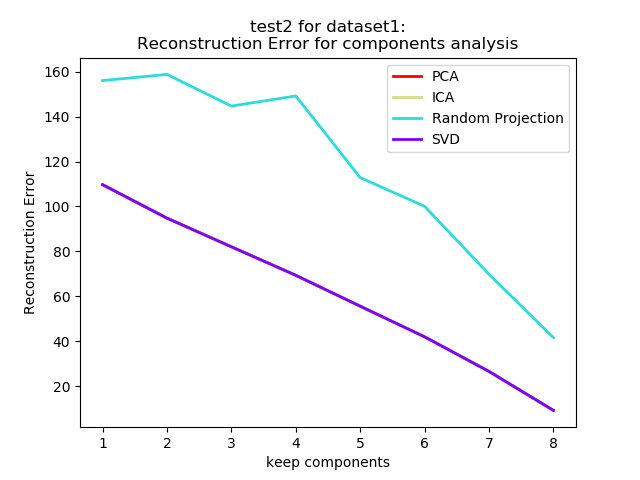 test2 for dataset1:
Reconstruction Error for components analysis
PCA
ICA
Random Projection
SVD
Reconstruction Error
160
140
120
100
80
60
40
20
1 2 3 4 5 6 7 8
keep components